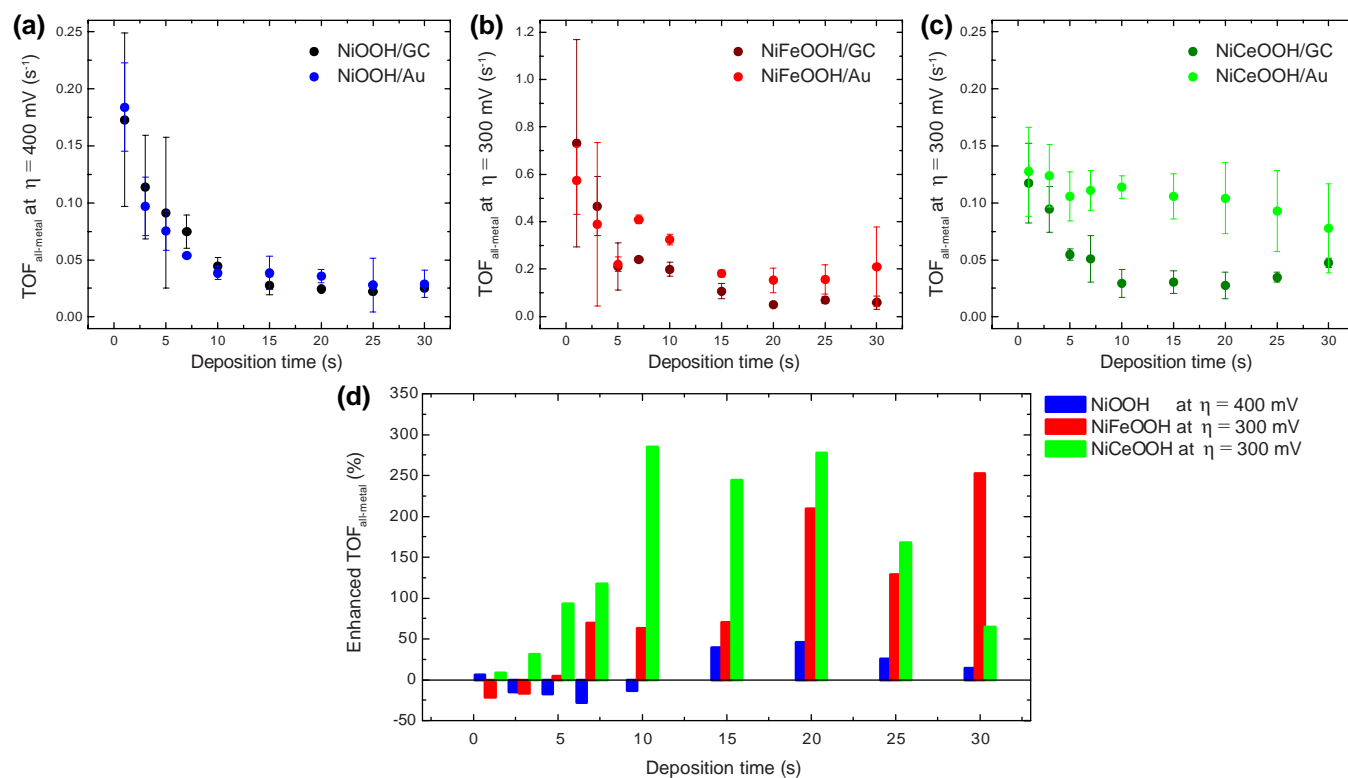 (a)
0.25
0.20
0.15
0.10
0.05
0.00
TOFall-metal at η = 400 mV (s-1)
NiOOH/GC
NiOOH/Au
0 5 10 15 20 25 30
Deposition time (s)
(b)
1.2
1.0
0.8
0.6
0.4
0.2
0.0
TOFall-metal at η = 300 mV (s-1)
NiFeOOH/GC
NiFeOOH/Au
0 5 10 15 20 25 30
Deposition time (s)
(c)
0.25
0.20
0.15
0.10
0.05
0.00
TOFall-metal at η = 300 mV (s-1)
NiCeOOH/GC
NiCeOOH/Au
0 5 10 15 20 25 30
Deposition time (s)
(d)
350
300
250
200
150
100
50
0
-50
Enhanced TOFall-metal (%)
0 5 10 15 20 25 30
Deposition time (s)
NiOOH at η = 400 mV
NiFeOOH at η = 300 mV
NiCeOOH at η = 300 mV